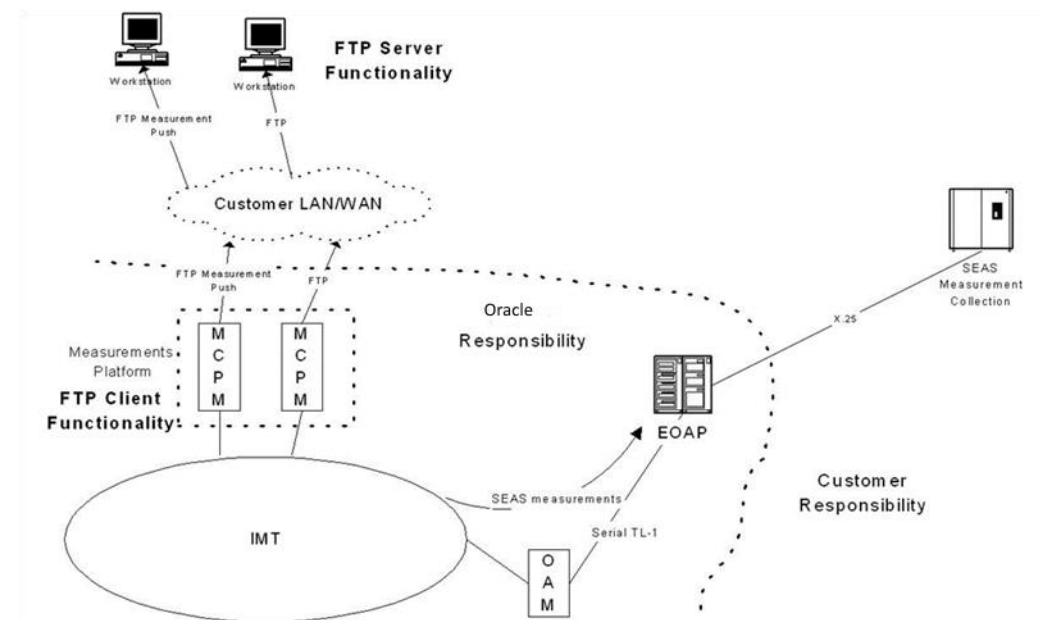 FTP Server
Functionality
Workstation
Workstation
FTP Measurement
Push
FTP
Customer LAN/WAN
SEAS
Measurement
Collection
FTP Measurement
Push
FTP
Oracle
Responsibility
X.25
Measurements
Platform
FTP Client
Functionality
M
C
P
M
M
C
P
M
EOAP
Customer
Responsibility
SEAS measurements
Serial TL-1
IMT
O
A
M